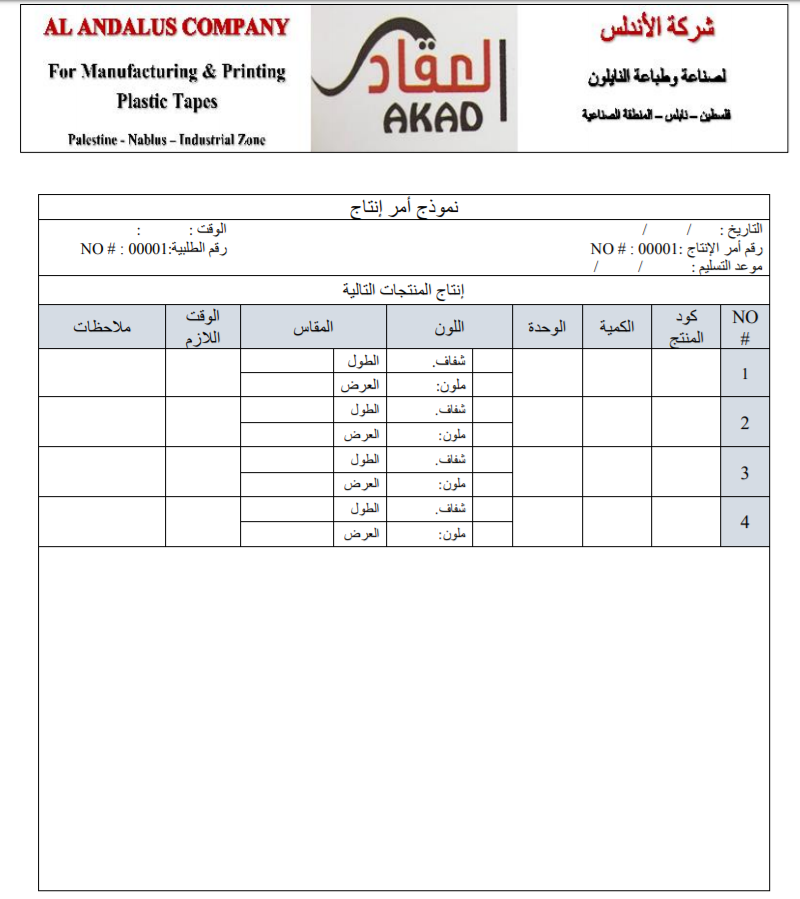 AL ANDALUS COMPANY
For Manufacturing & Printing
Plastic Tapes
Palestine - Nablus – Industrial Zone
العقاد
AKAD
شركة الأندلس
لصناعة وطباعة النايلون
فلسطين – نابلس – المنطقة الصناعية
نموذج أمر إنتاج
التاريخ : / /
الوقت : :
رقم أمر الإنتاج :NO # : 00001
رقم الطلبية:NO # : 00001
موعد التسليم : / /
إنتاج المنتجات التالية
NO # كود المنتج الكمية الوحدة اللون المقاس الوقت اللازم ملاحظات
1 شفاف. الطول
ملون: العرض
2 شفاف. الطول
ملون: العرض
3 شفاف. الطول
ملون: العرض
4 شفاف. الطول
ملون: العرض